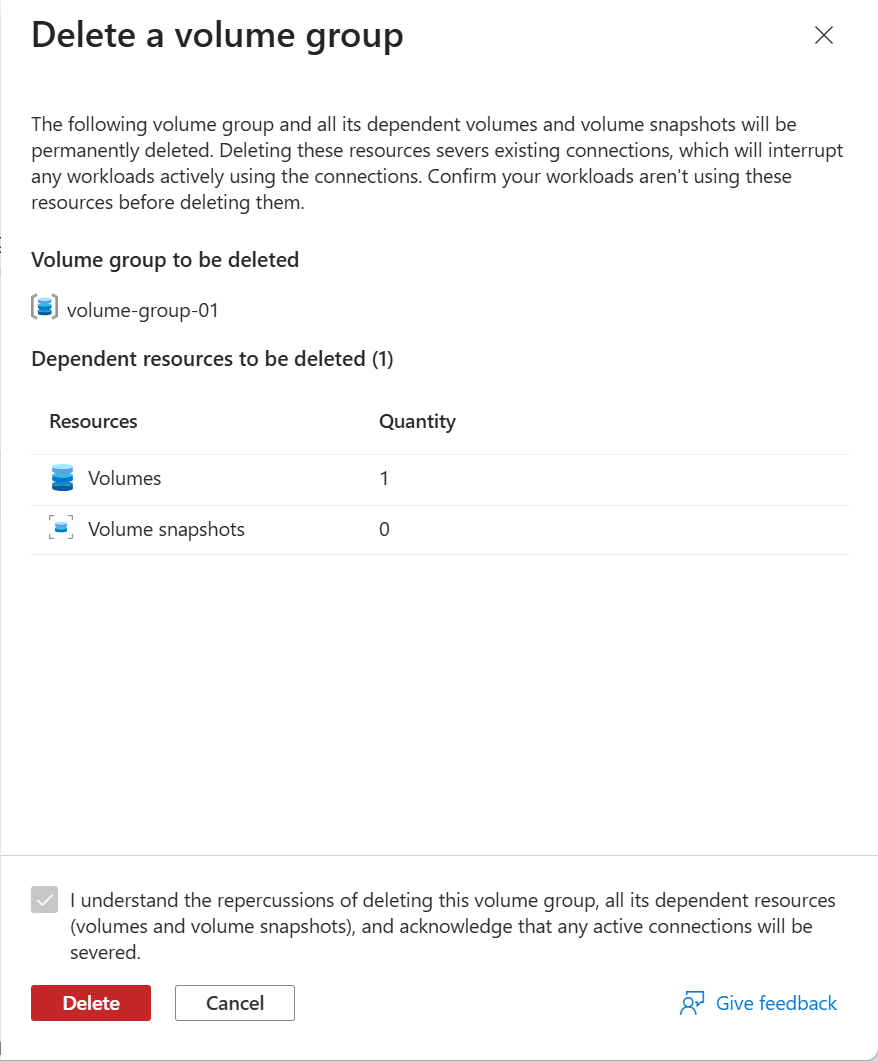 Delete a volume group
The following volume group and all its dependent volumes and volume snapshots will be
permanently deleted. Deleting these resources severs existing connections, which will interrupt
any workloads actively using the connections. Confirm your workloads aren't using these
resources before deleting them.
Volume group to be deleted
volume-group-01
Dependent resources to be deleted (1)
Resources Quantity
Volumes 1
Volume snapshots 0
I understand the repercussions of deleting this volume group, all its dependent resources
(volumes and volume snapshots), and acknowledge that any active connections will be
severed.
Delete Cancel Give feedback